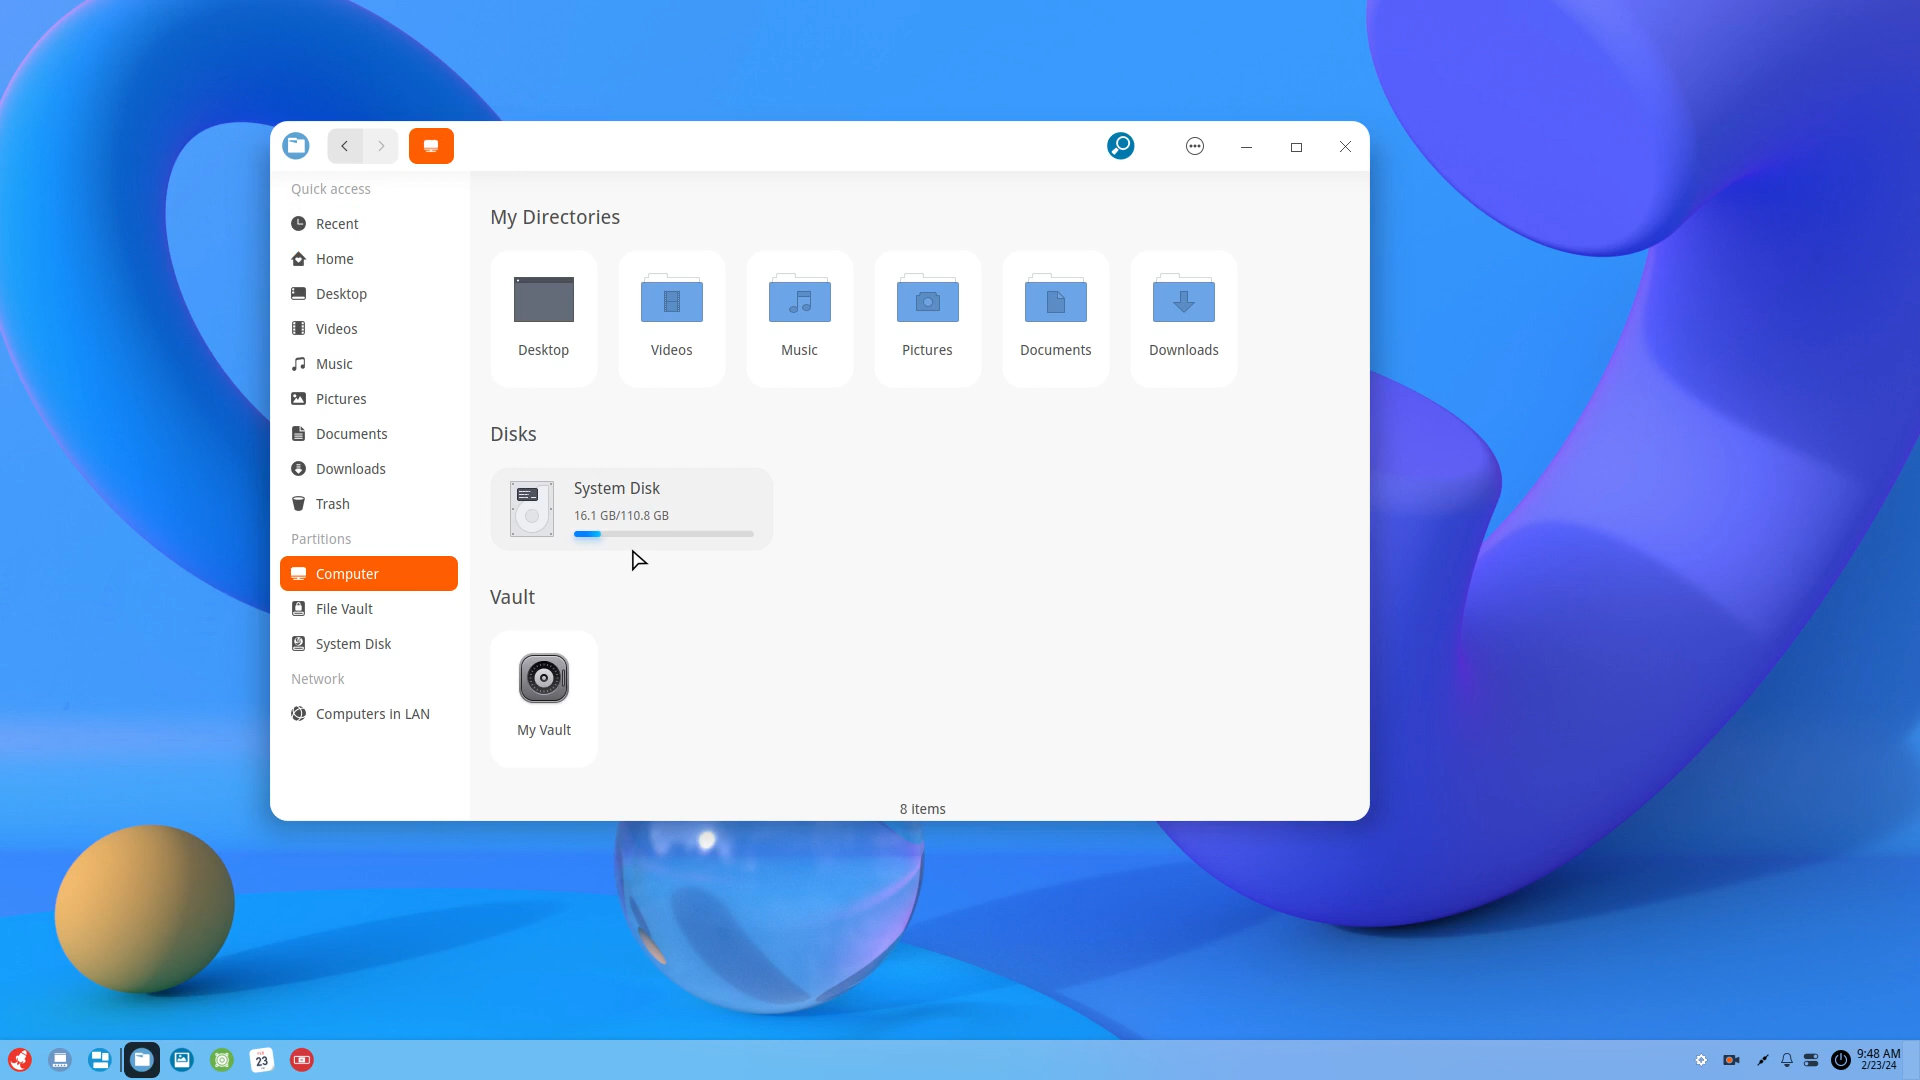 Quick access
Recent
Home
Desktop
Videos
Music
Pictures
Documents
Downloads
Trash
Partitions
Computer
File Vault
System Disk
Network
Computers in LAN
My Directories
Desktop
Videos
Music
Pictures
Documents
Downloads
Disks
System Disk
16.1 GB/110.8 GB
Vault
My Vault
8 items
23
9:48 AM
2/23/24